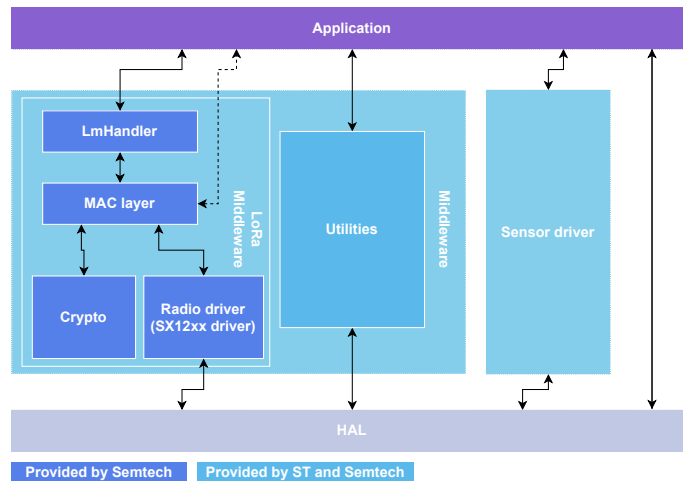 Application
LmHandler
MAC layer
LoRa
Middleware
Crypto
Radio driver
(SX12xx driver)
Utilities
Middleware
Sensor driver
HAL
Provided by Semtech
Provided by ST and Semtech